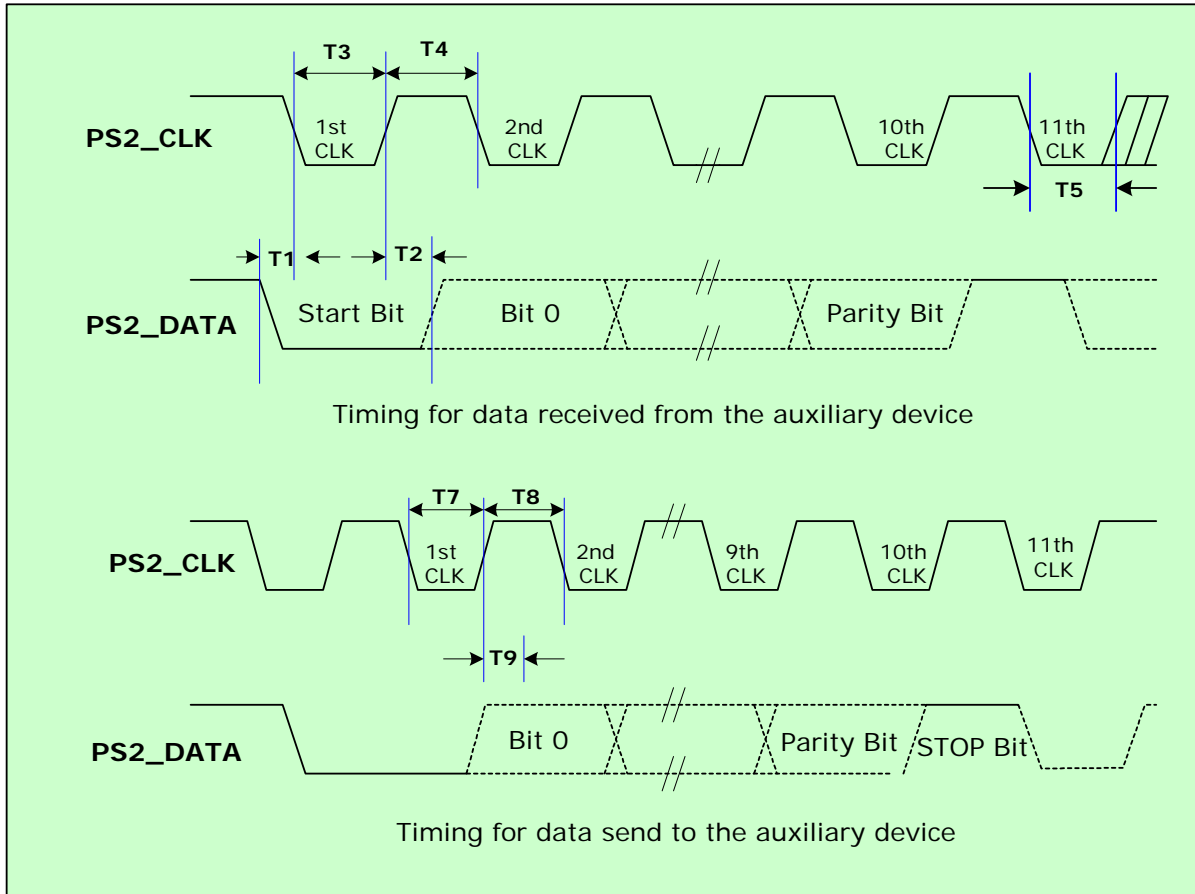 T3
T4
PS2_CLK
1st
CLK
2nd
CLK
10th
CLK
11th
CLK
T5
T1
T2
PS2_DATA
Start Bit
Bit 0
Parity Bit
Timing for data received from the auxiliary device
T7
T8
PS2_CLK
1st
CLK
2nd
CLK
9th
CLK
10th
CLK
11th
CLK
T9
PS2_DATA
Bit 0
Parity Bit
STOP Bit
Timing for data send to the auxiliary device